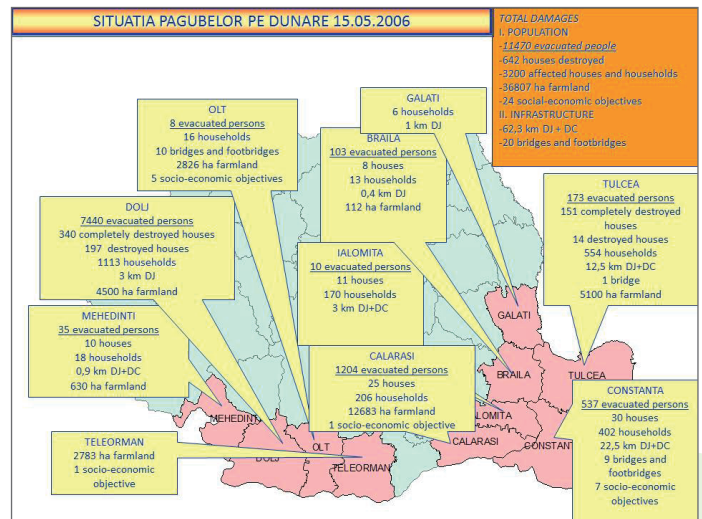 SITUATIA PAGUBELOR PE DUNARE 15.05.2006
TOTAL DAMAGES
I. POPULATION
-11470 evacuated people
-642 houses destroyed
-3200 affected houses and households
-36807 ha farmland
-24 social-economic objectives
II. INFRASTRUCTURE
-62,3 km DJ + DC
-20 bridges and footbridges
GALATI
6 households
1 km DJ
OLT
8 evacuated persons
16 households
10 bridges and footbridges
2826 ha farmland
5 socio-economic objectives
BRAILA
103 evacuated persons
8 houses
13 households
0,4 km DJ
112 ha farmland
TULCEA
173 evacuated persons
151 completely destroyed
houses
14 destroyed houses
554 households
12,5 km DJ+DC
1 bridge
5100 ha farmland
DOLJ
7440 evacuated persons
340 completely destroyed houses
197 destroyed houses
1113 households
3 km DJ
4500 ha farmland
IALOMITA
10 evacuated persons
11 houses
170 households
3 km DJ+DC
MEHEDINTI
35 evacuated persons
10 houses
18 households
0,9 km DJ+DC
630 ha farmland
CALARASI
1204 evacuated persons
25 houses
206 households
12683 ha farmland
1 socio-economic objective
CONSTANTA
537 evacuated persons
30 houses
402 households
22,5 km DJ+DC
9 bridges and
footbridges
7 socio-economic
objectives
TELEORMAN
2783 ha farmland
1 socio-economic
objective
GALATI
BRAILA
TULCEA
MEHEDINT
ALOMITA
CALARASI
CONSTANT
OLT
DOLJ
TELEORMAN